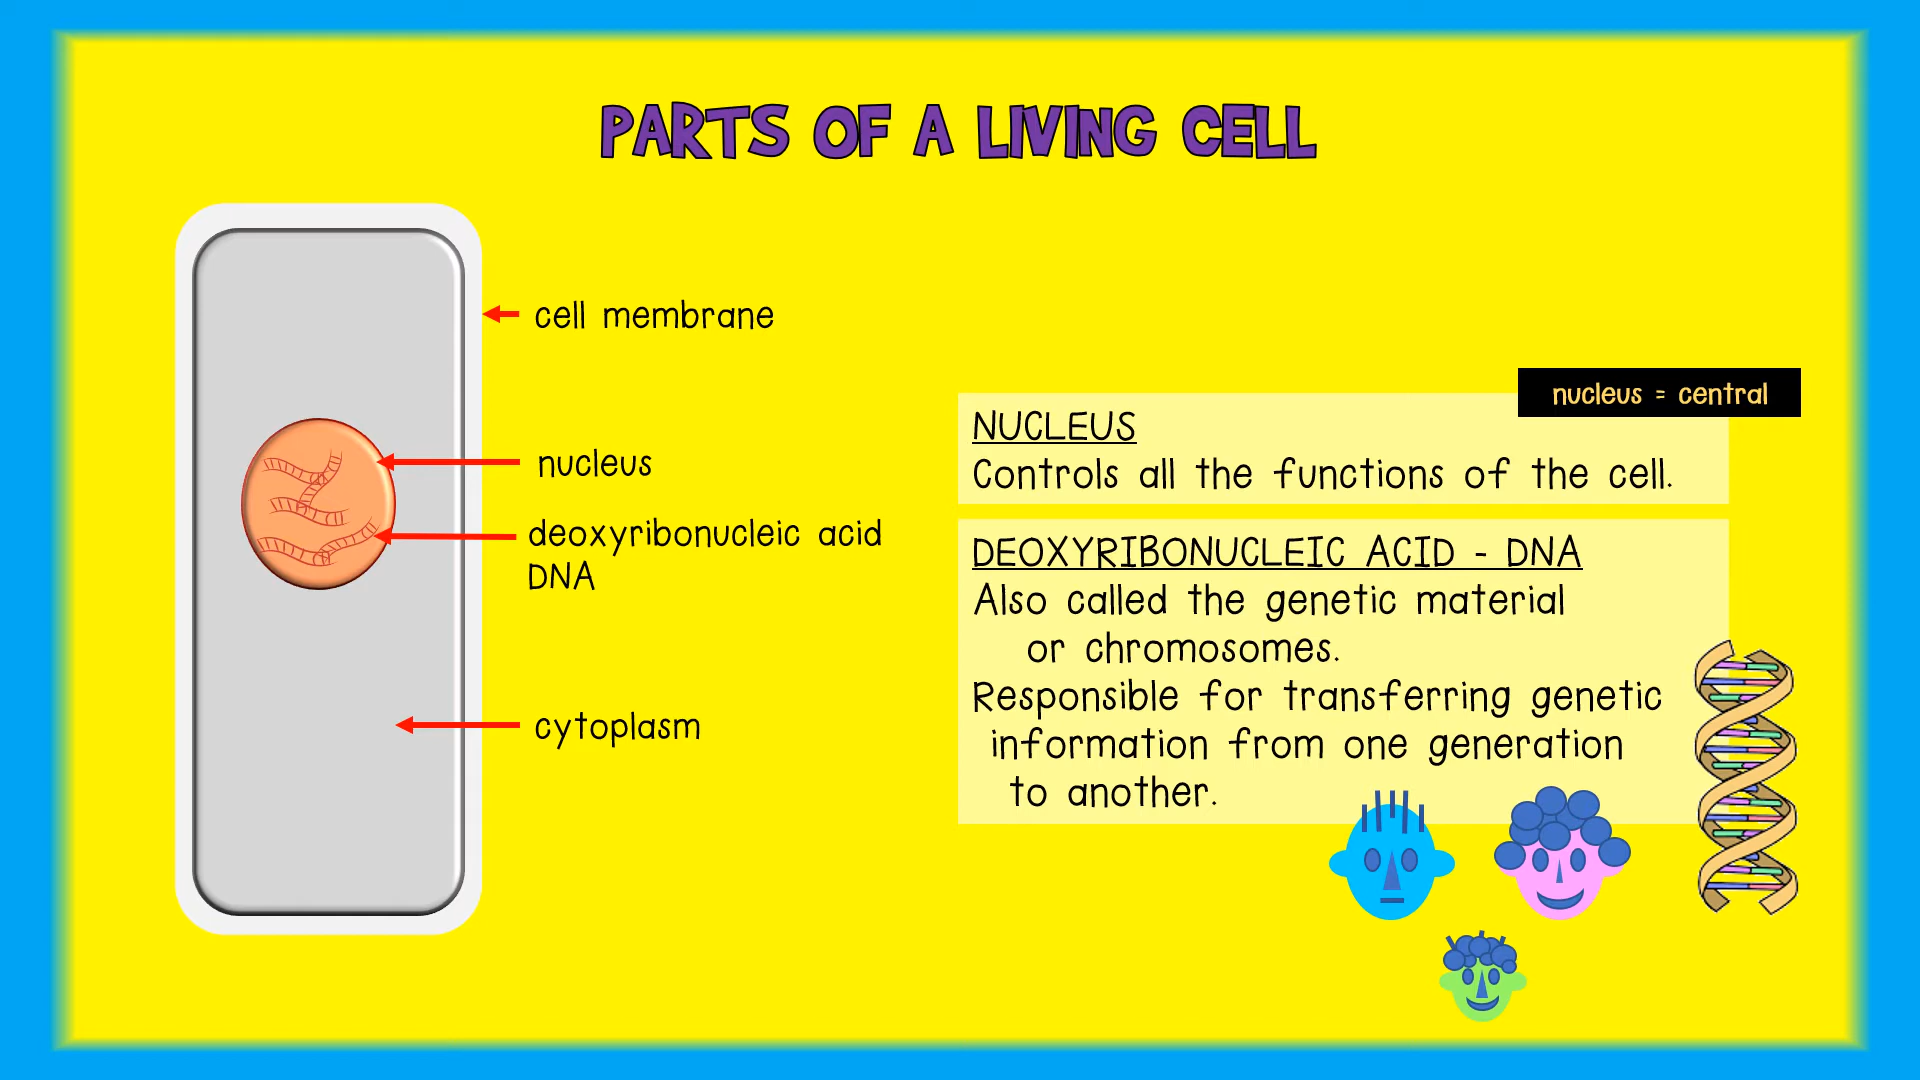 PARTS OF A LIVING CELL
cell membrane
nucleus
deoxyribonucleic acid
DNA
cytoplasm
nucleus = central
NUCLEUS
Controls all the functions of the cell.
DEOXYRIBONUCLEIC ACID - DNA
Also called the genetic material
or chromosomes.
Responsible for transferring genetic
information from one generation
to another.